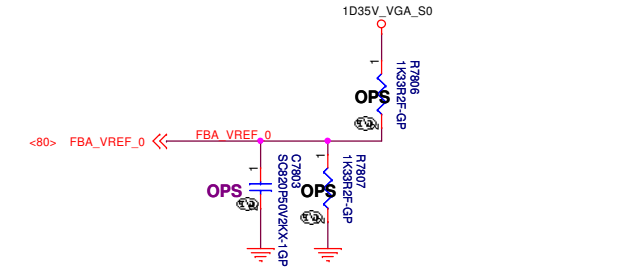 1D35V_VGA_S0
1
R7806
1K33R2F-GP
OPS
<80> FBA_VREF_0
FBA_VREF_0
1
C7803
SC820P50V2KX-1GP
OPS
1
R7807
1K33R2F-GP
OPS